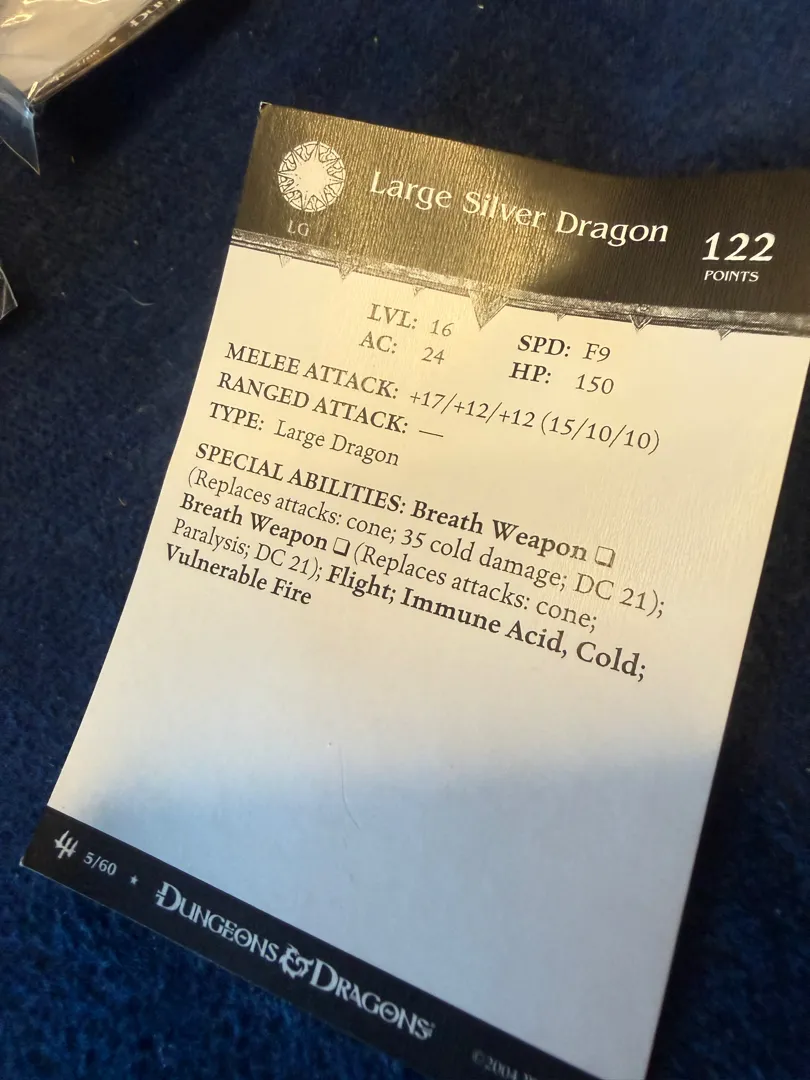 Large Silver Dragon
LG
122
POINTS
LVL: 16
SPD: F9
AC: 24
HP: 150
MELEE ATTACK: +17/+12/+12 (15/10/10)
RANGED ATTACK: —
TYPE: Large Dragon
SPECIAL ABILITIES: Breath Weapon ❑
(Replaces attacks: cone; 35 cold damage; DC 21);
Breath Weapon ❑ (Replaces attacks: cone;
Paralysis; DC 21); Flight; Immune Acid, Cold;
Vulnerable Fire
5/60 ★
DUNGEONS & DRAGONS
©2004